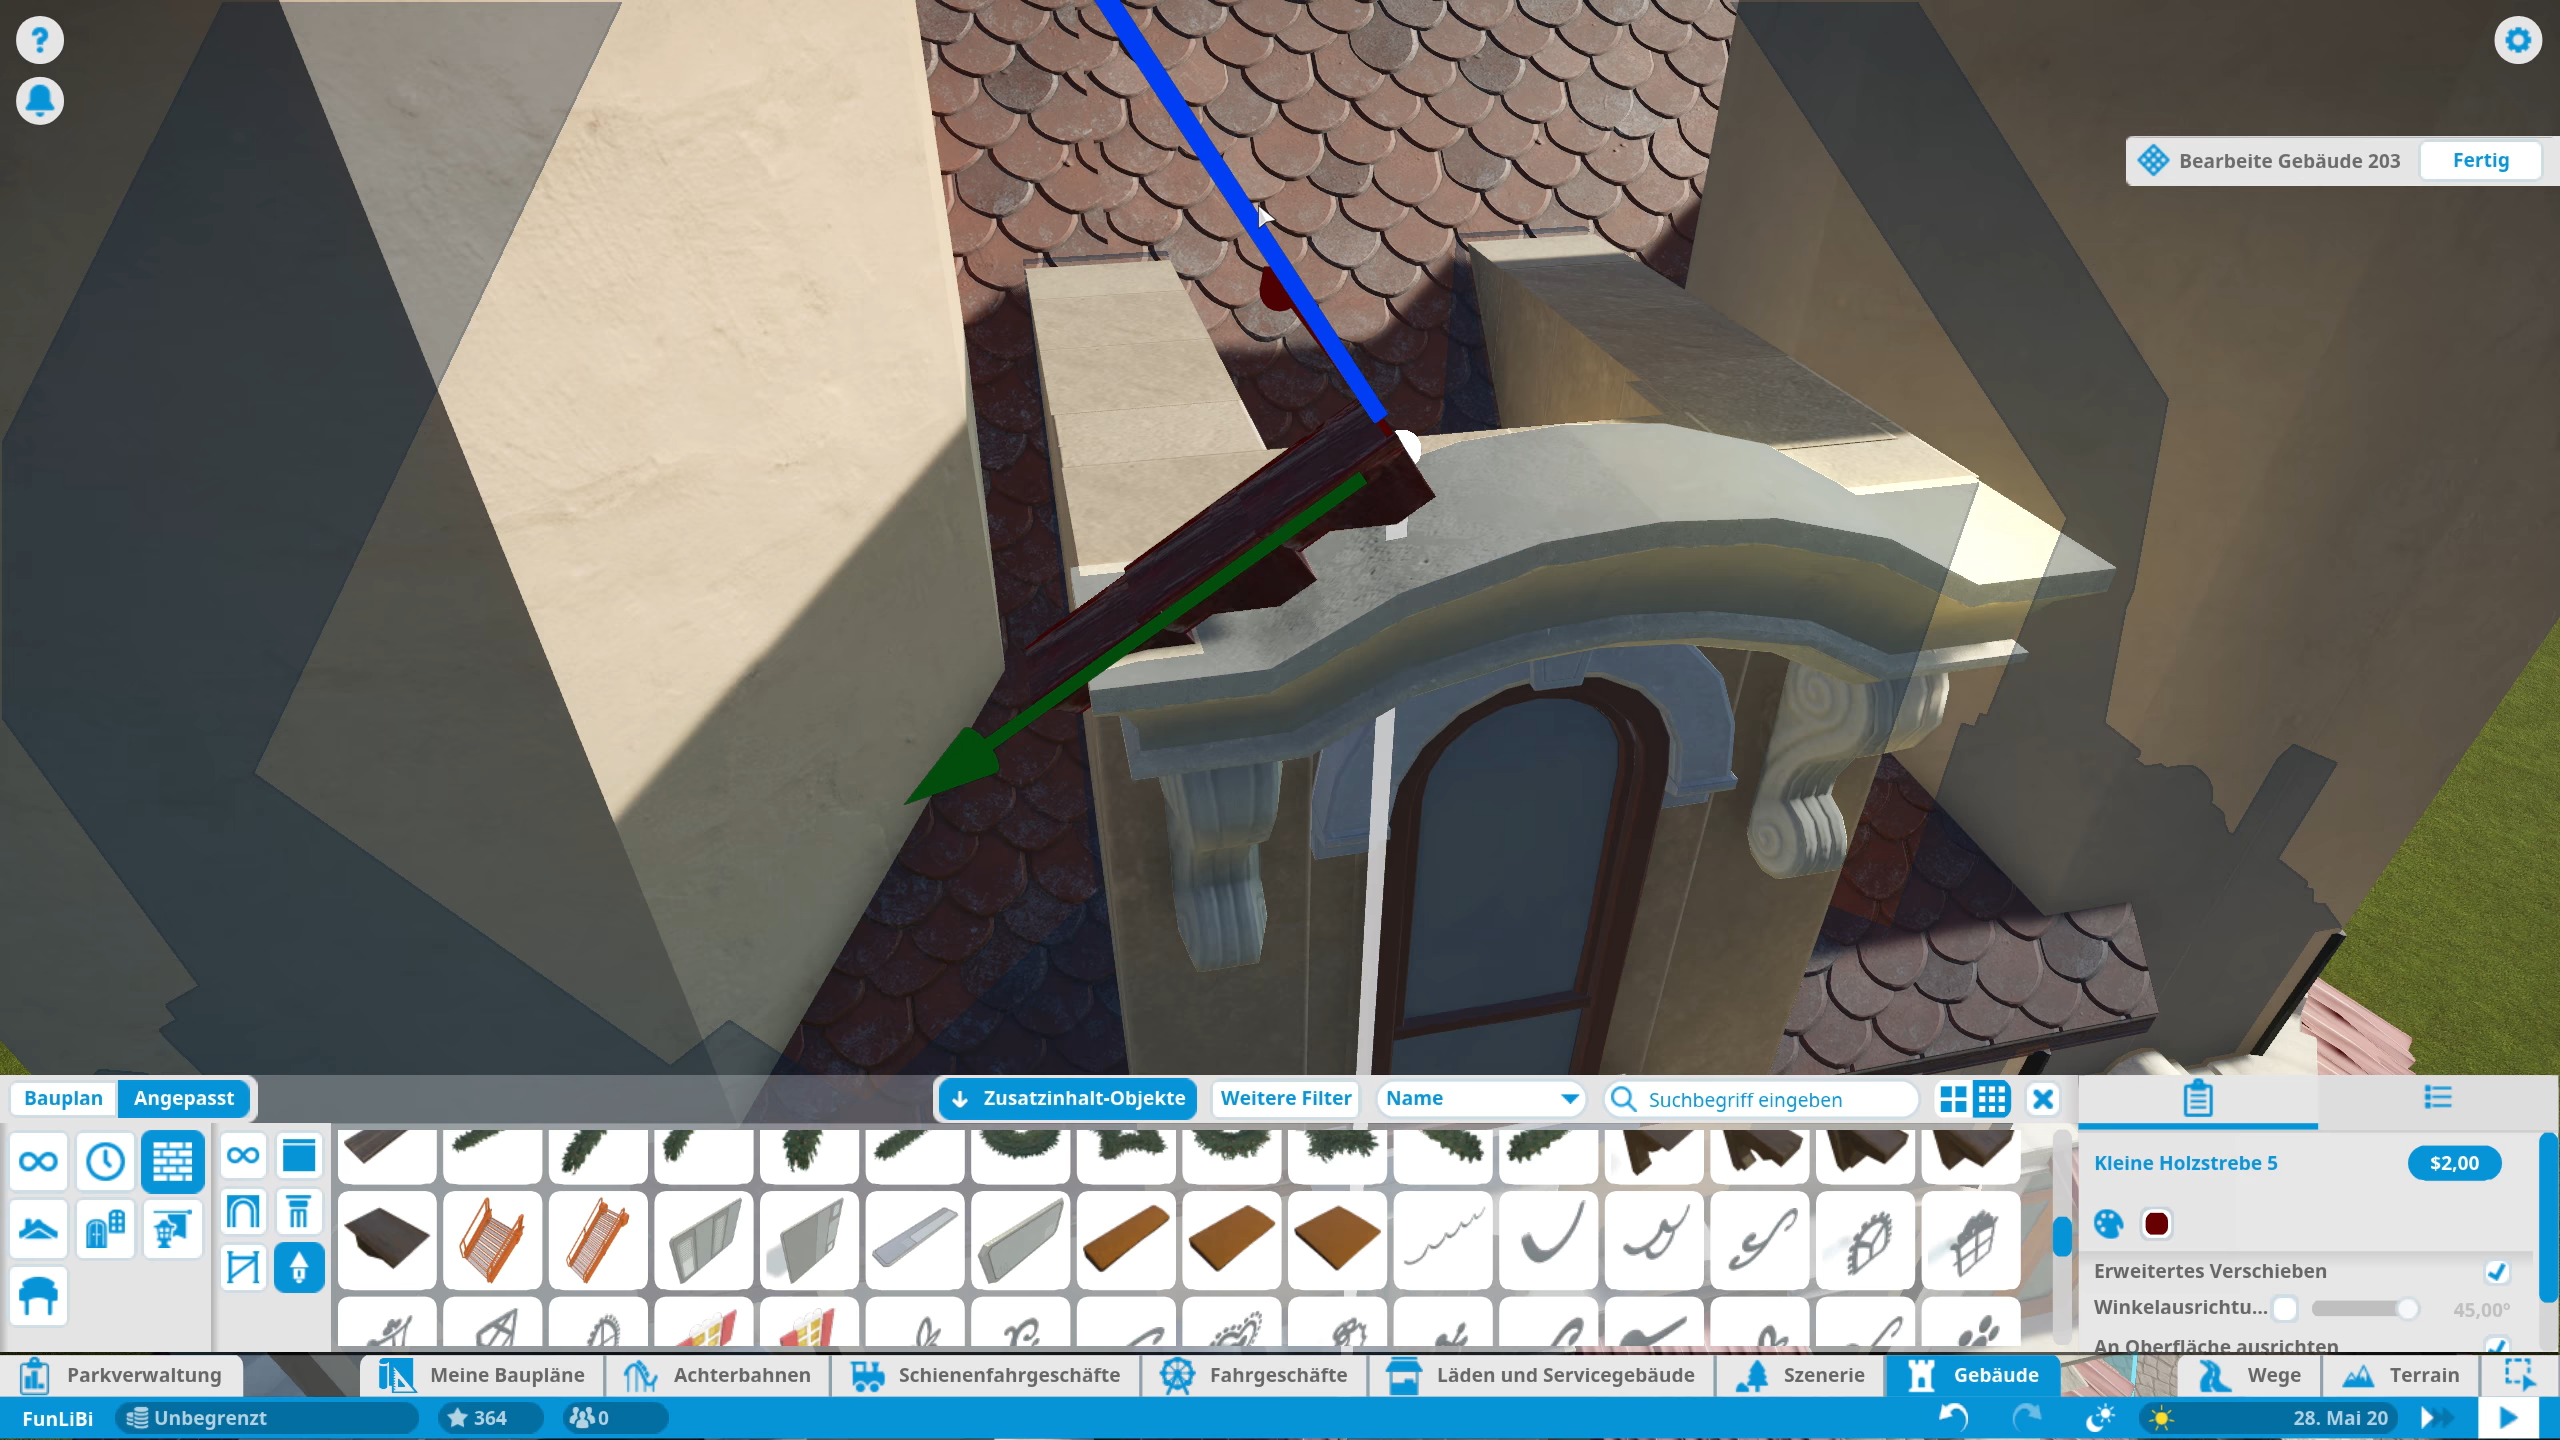 ?
Bearbeite Gebäude 203
Fertig
Bauplan
Angepasst
Zusatzinhalt-Objekte
Weitere Filter
Name
Suchbegriff eingeben
Kleine Holzstrebe 5
$2,00
Erweitertes Verschieben
Winkelausrichtu...
45,00°
An Oberfläche ausrichten
Parkverwaltung
Meine Baupläne
Achterbahnen
Schienenfahrgeschäfte
Fahrgeschäfte
Läden und Servicegebäude
Szenerie
Gebäude
Wege
Terrain
FunLiBi
Unbegrenzt
364
0
28. Mai 20